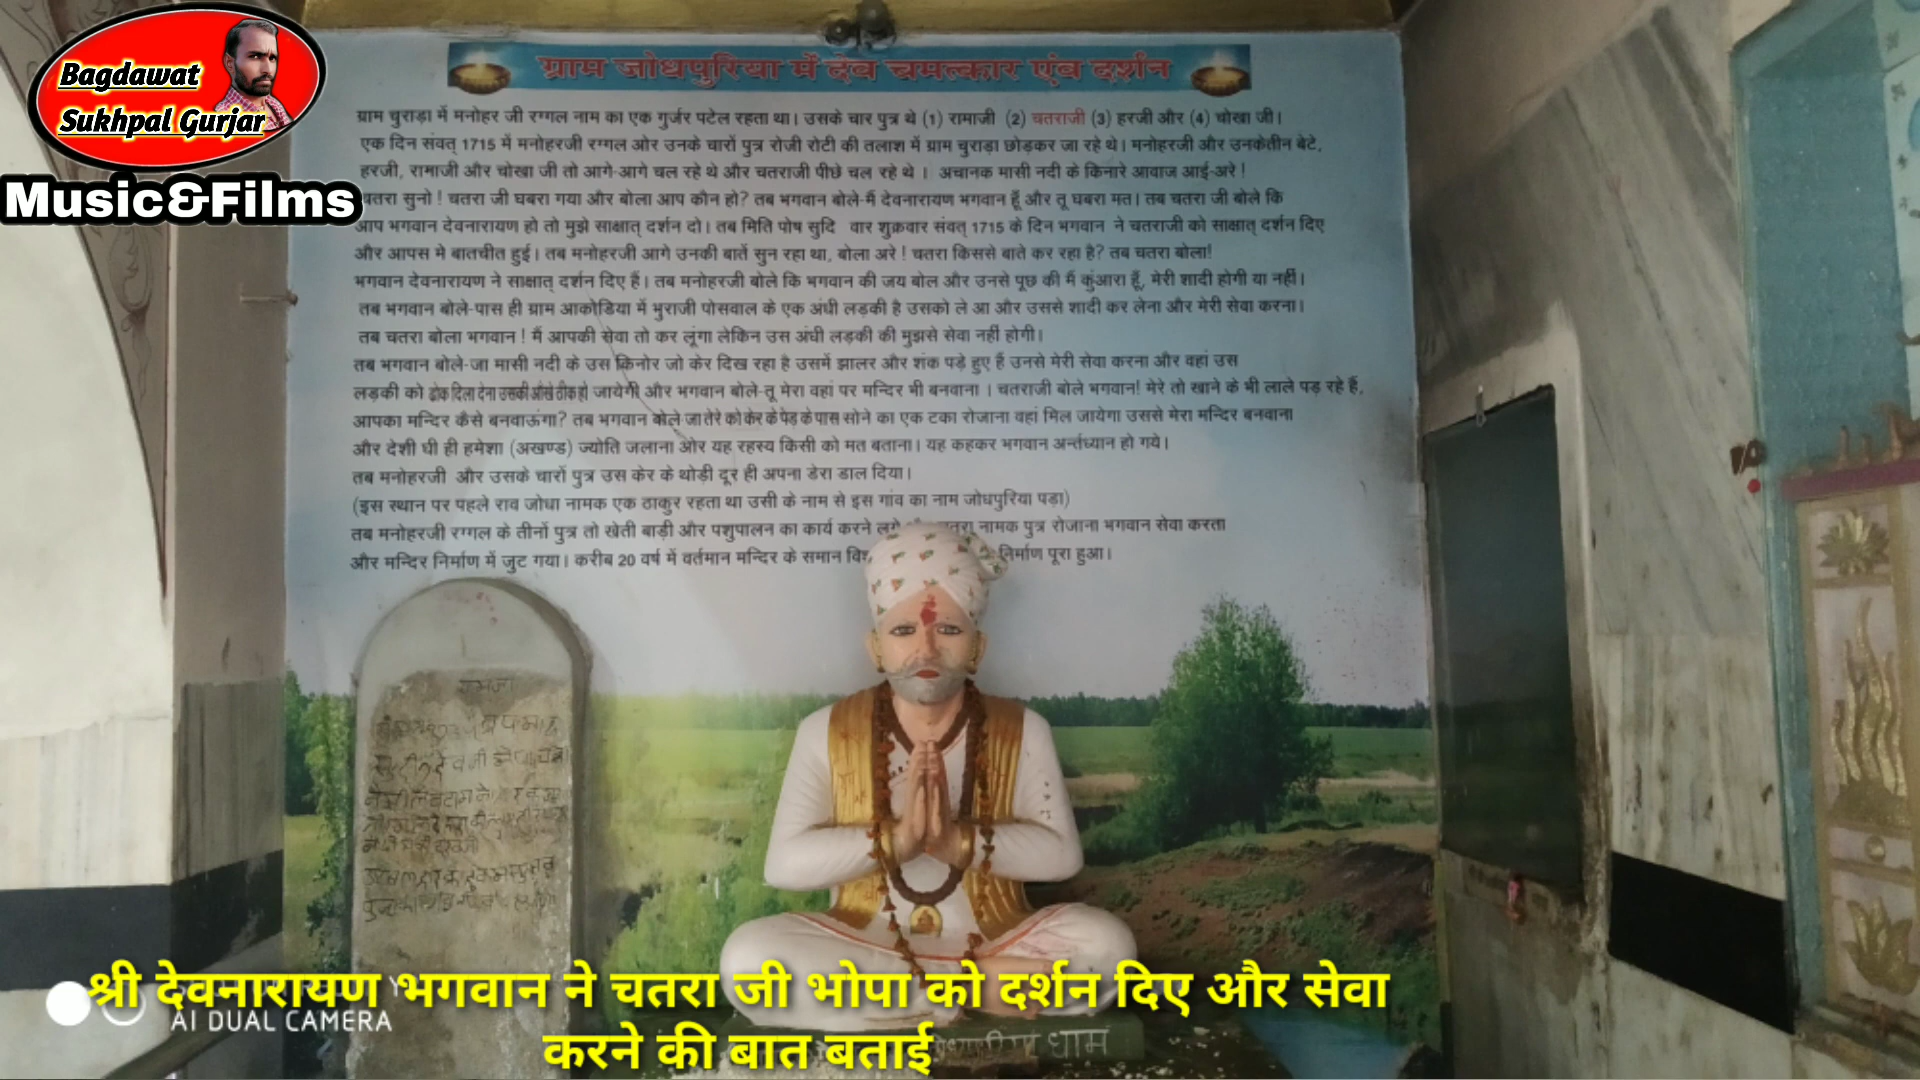 Bagdawat
Sukhpal Gurjar
Music&Films
ग्राम जोधपुरिया में देव चमत्कार एंव दर्शन
ग्राम चुराड़ा में मनोहर जी रग्गल नाम का एक गुर्जर पटेल रहता था। उसके चार पुत्र थे (1) रामाजी (2) चतराजी (3) हरजी और (4) चोखा जी।
एक दिन संवत् 1715 में मनोहरजी रग्गल ओर उनके चारों पुत्र रोजी रोटी की तलाश में ग्राम चुराड़ा छोड़कर जा रहे थे। मनोहरजी और उनकेतीन बेटे,
हरजी, रामाजी और चोखा जी तो आगे-आगे चल रहे थे और चतराजी पीछे चल रहे थे । अचानक मासी नदी के किनारे आवाज आई-अरे !
चतरा सुनो ! चतरा जी घबरा गया और बोला आप कौन हो? तब भगवान बोले-मैं देवनारायण भगवान हूँ और तू घबरा मत। तब चतरा जी बोले कि
आप भगवान देवनारायण हो तो मुझे साक्षात् दर्शन दो। तब मिति पोष सुदि वार शुक्रवार संवत् 1715 के दिन भगवान ने चतराजी को साक्षात् दर्शन दिए
और आपस मे बातचीत हुई। तब मनोहरजी आगे उनकी बातें सुन रहा था, बोला अरे ! चतरा किससे बाते कर रहा है? तब चतरा बोला!
भगवान देवनारायण ने साक्षात् दर्शन दिए हैं। तब मनोहरजी बोले कि भगवान की जय बोल और उनसे पूछ की मैं कुंआरा हूँ, मेरी शादी होगी या नहीं।
तब भगवान बोले-पास ही ग्राम आकोडिया में भुराजी पोसवाल के एक अंधी लड़की है उसको ले आ और उससे शादी कर लेना और मेरी सेवा करना।
तब चतरा बोला भगवान ! मैं आपकी सेवा तो कर लूंगा लेकिन उस अंधी लड़की की मुझसे सेवा नहीं होगी।
तब भगवान बोले-जा मासी नदी के उस किनोर जो केर दिख रहा है उसमें झालर और शंक पड़े हुए हैं उनसे मेरी सेवा करना और वहां उस
लड़की को ढोक दिला देना उसकी आँखे ठीक हो जायेगी और भगवान बोले-तू मेरा वहां पर मन्दिर भी बनवाना । चतराजी बोले भगवान! मेरे तो खाने के भी लाले पड़ रहे हैं,
आपका मन्दिर कैसे बनवाऊंगा? तब भगवान बोले जा तेरे को केर के पेड़ के पास सोने का एक टका रोजाना वहां मिल जायेगा उससे मेरा मन्दिर बनवाना
और देशी घी ही हमेशा (अखण्ड) ज्योति जलाना ओर यह रहस्य किसी को मत बताना। यह कहकर भगवान अर्न्तध्यान हो गये।
तब मनोहरजी और उसके चारों पुत्र उस केर के थोडी दूर ही अपना डेरा डाल दिया।
(इस स्थान पर पहले राव जोधा नामक एक ठाकुर रहता था उसी के नाम से इस गांव का नाम जोधपुरिया पड़ा)
तब मनोहरजी रग्गल के तीनों पुत्र तो खेती बाड़ी और पशुपालन का कार्य करने लगे नामक पुत्र रोजाना भगवान सेवा करता
और मन्दिर निर्माण में जुट गया। करीब 20 वर्ष में वर्तमान मन्दिर के समान निर्माण पूरा हुआ।
श्री देवनारायण भगवान ने चतरा जी भोपा को दर्शन दिए और सेवा
करने की बात बताई
AI DUAL CAMERA
धाम